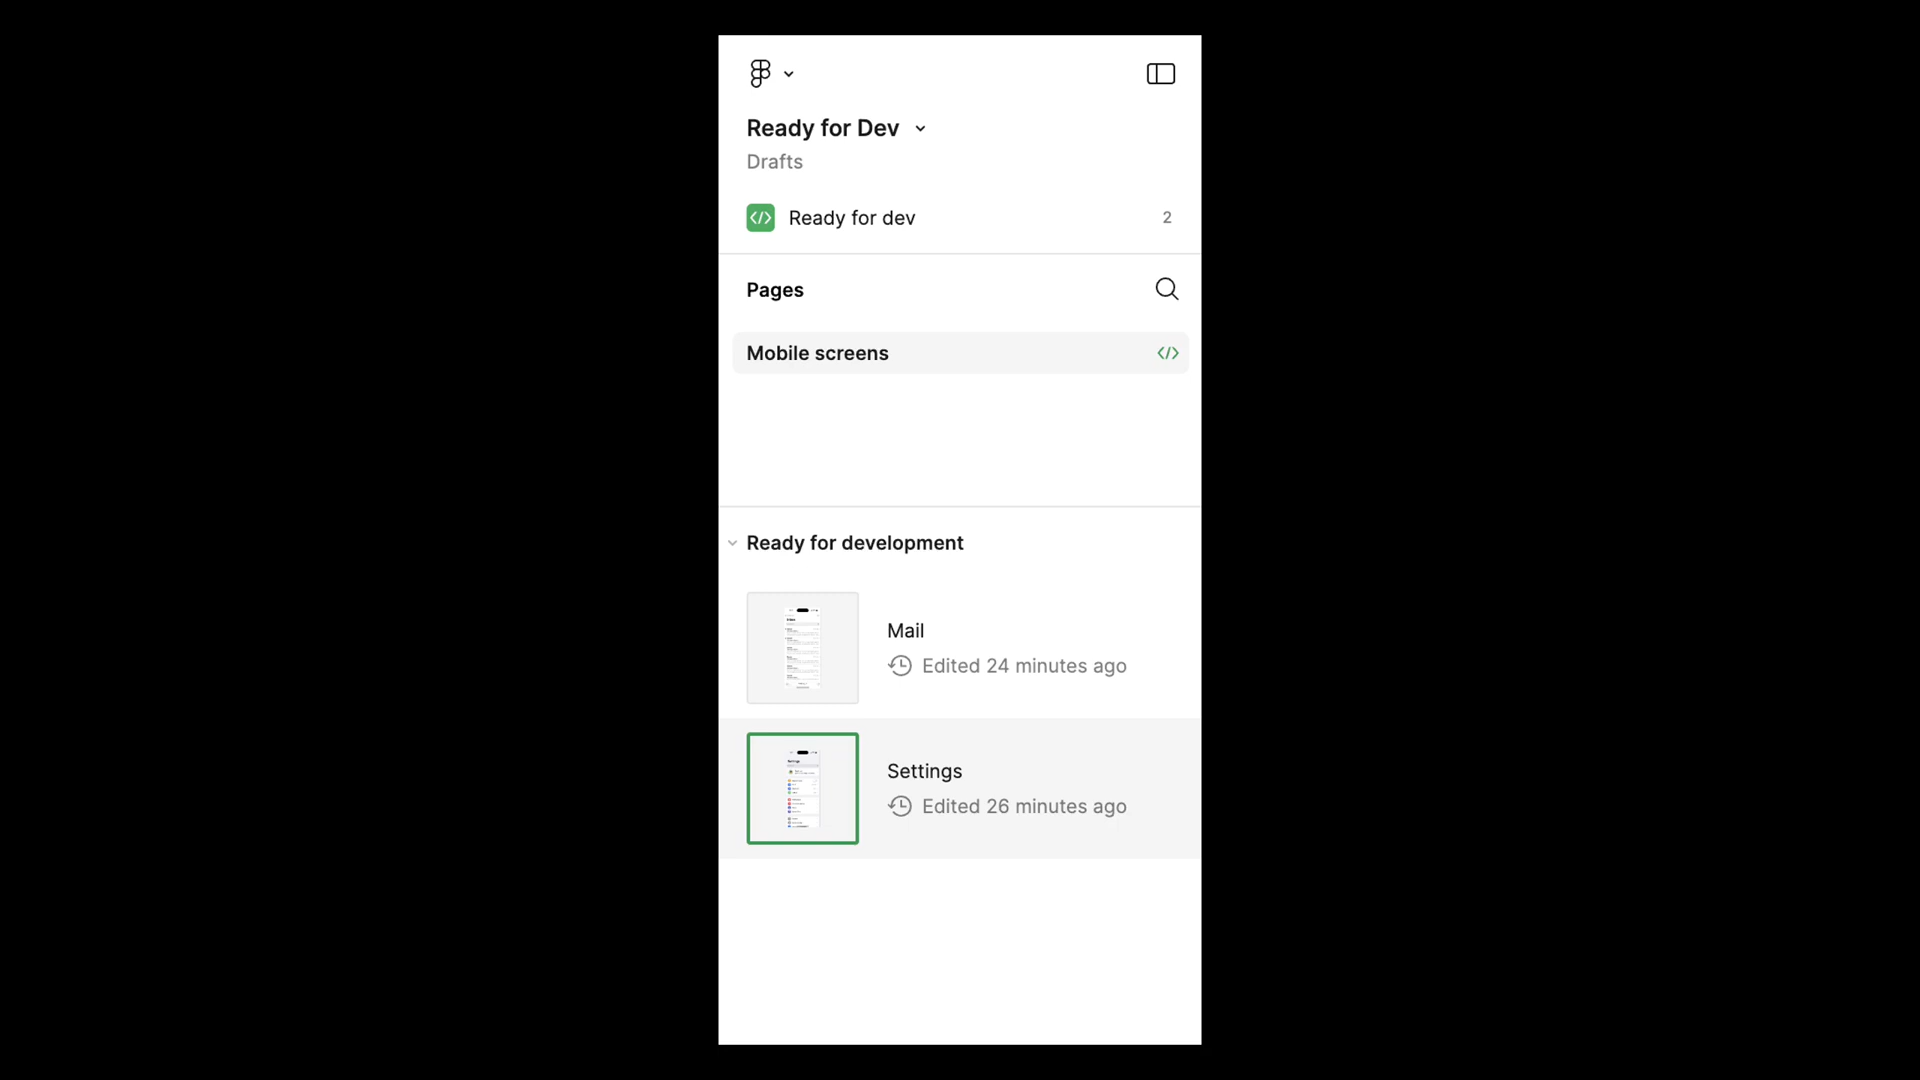 Ready for Dev
Drafts
Ready for dev 2
Pages
Mobile screens
Ready for development
Mail
Edited 24 minutes ago
Settings
Edited 26 minutes ago